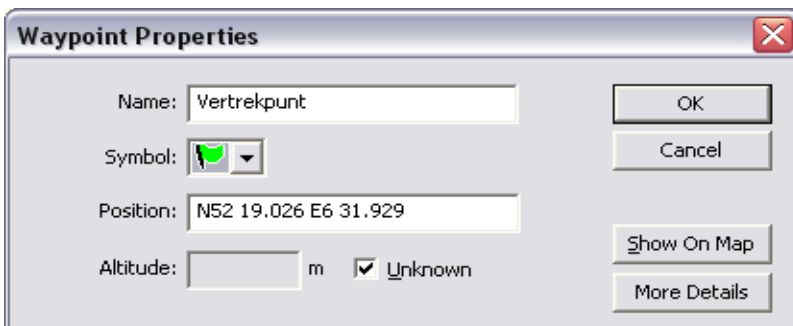 Waypoint Properties
Name: Vertrekpunt
OK
Symbol:
Cancel
Position: N52 19.026 E6 31.929
Show On Map
Altitude: m Unknown
More Details